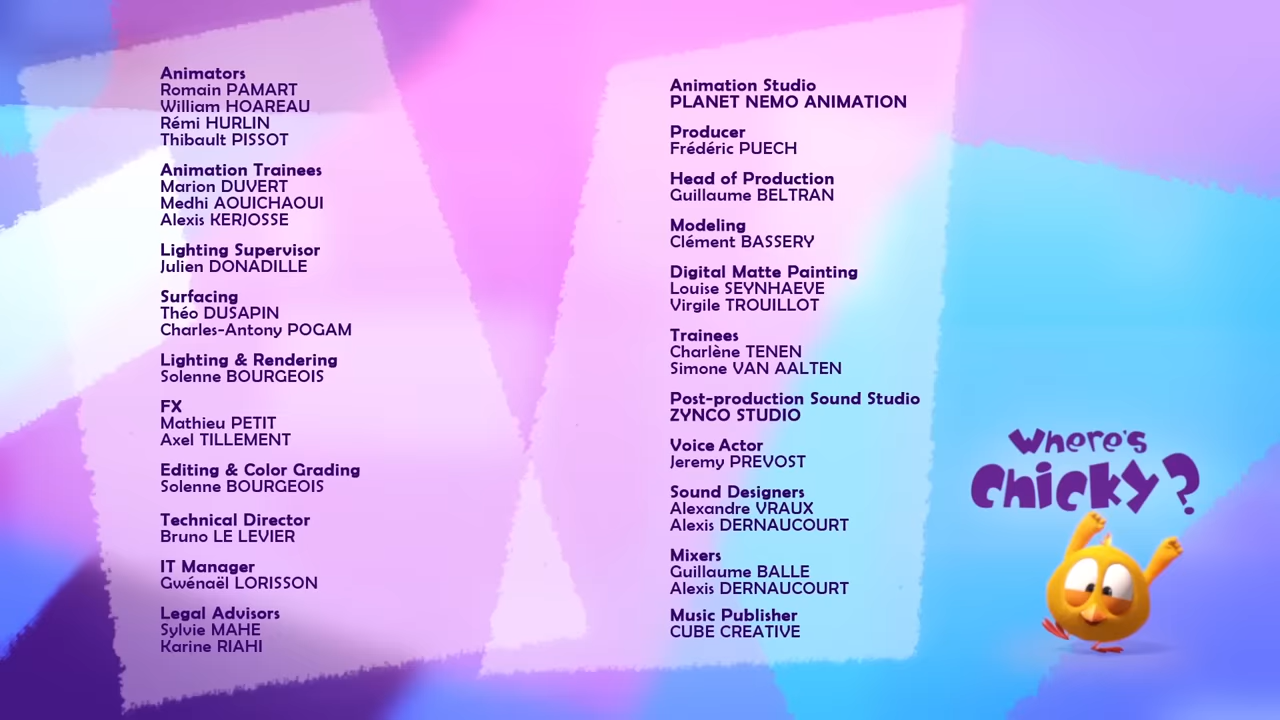 Animators
Romain PAMART
William HOAREAU
Rémi HURLIN
Thibault PISSOT
Animation Trainees
Marion DUVERT
Medhi AOUICHAOUI
Alexis KERJOSSE
Lighting Supervisor
Julien DONADILLE
Surfacing
Théo DUSAPIN
Charles-Antony POGAM
Lighting & Rendering
Solenne BOURGEOIS
FX
Mathieu PETIT
Axel TILLEMENT
Editing & Color Grading
Solenne BOURGEOIS
Technical Director
Bruno LE LEVIER
IT Manager
Gwénaël LORISSON
Legal Advisors
Sylvie MAHE
Karine RIAHI
Animation Studio
PLANET NEMO ANIMATION
Producer
Frédéric PUECH
Head of Production
Guillaume BELTRAN
Modeling
Clément BASSERY
Digital Matte Painting
Louise SEYNHAEVE
Virgile TROUILLOT
Trainees
Charlène TENEN
Simone VAN AALTEN
Post-production Sound Studio
ZYNCO STUDIO
Voice Actor
Jeremy PREVOST
Sound Designers
Alexandre VRAUX
Alexis DERNAUCOURT
Mixers
Guillaume BALLE
Alexis DERNAUCOURT
Music Publisher
CUBE CREATIVE
Where's
Chicky?